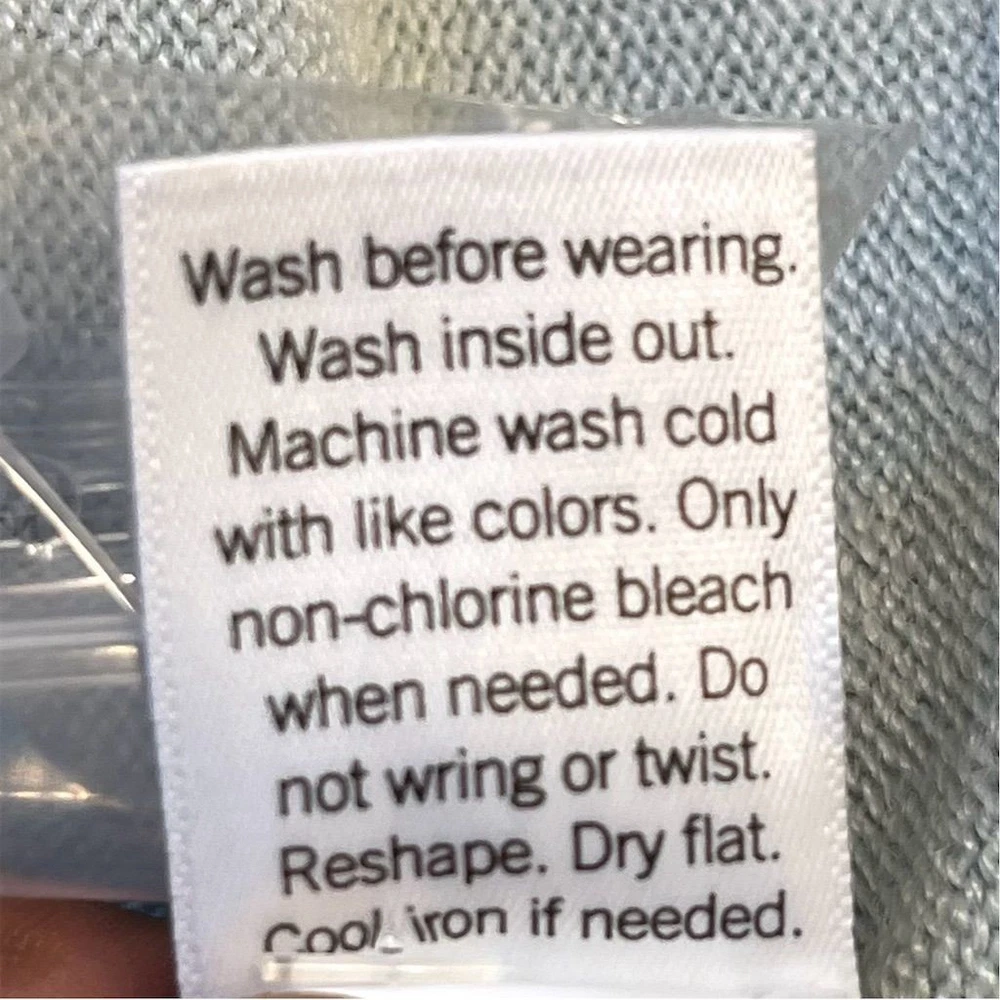 Wash before wearing.
Wash inside out.
Machine wash cold
with like colors. Only
non-chlorine bleach
when needed. Do
not wring or twist.
Reshape. Dry flat.
Cool iron if needed.